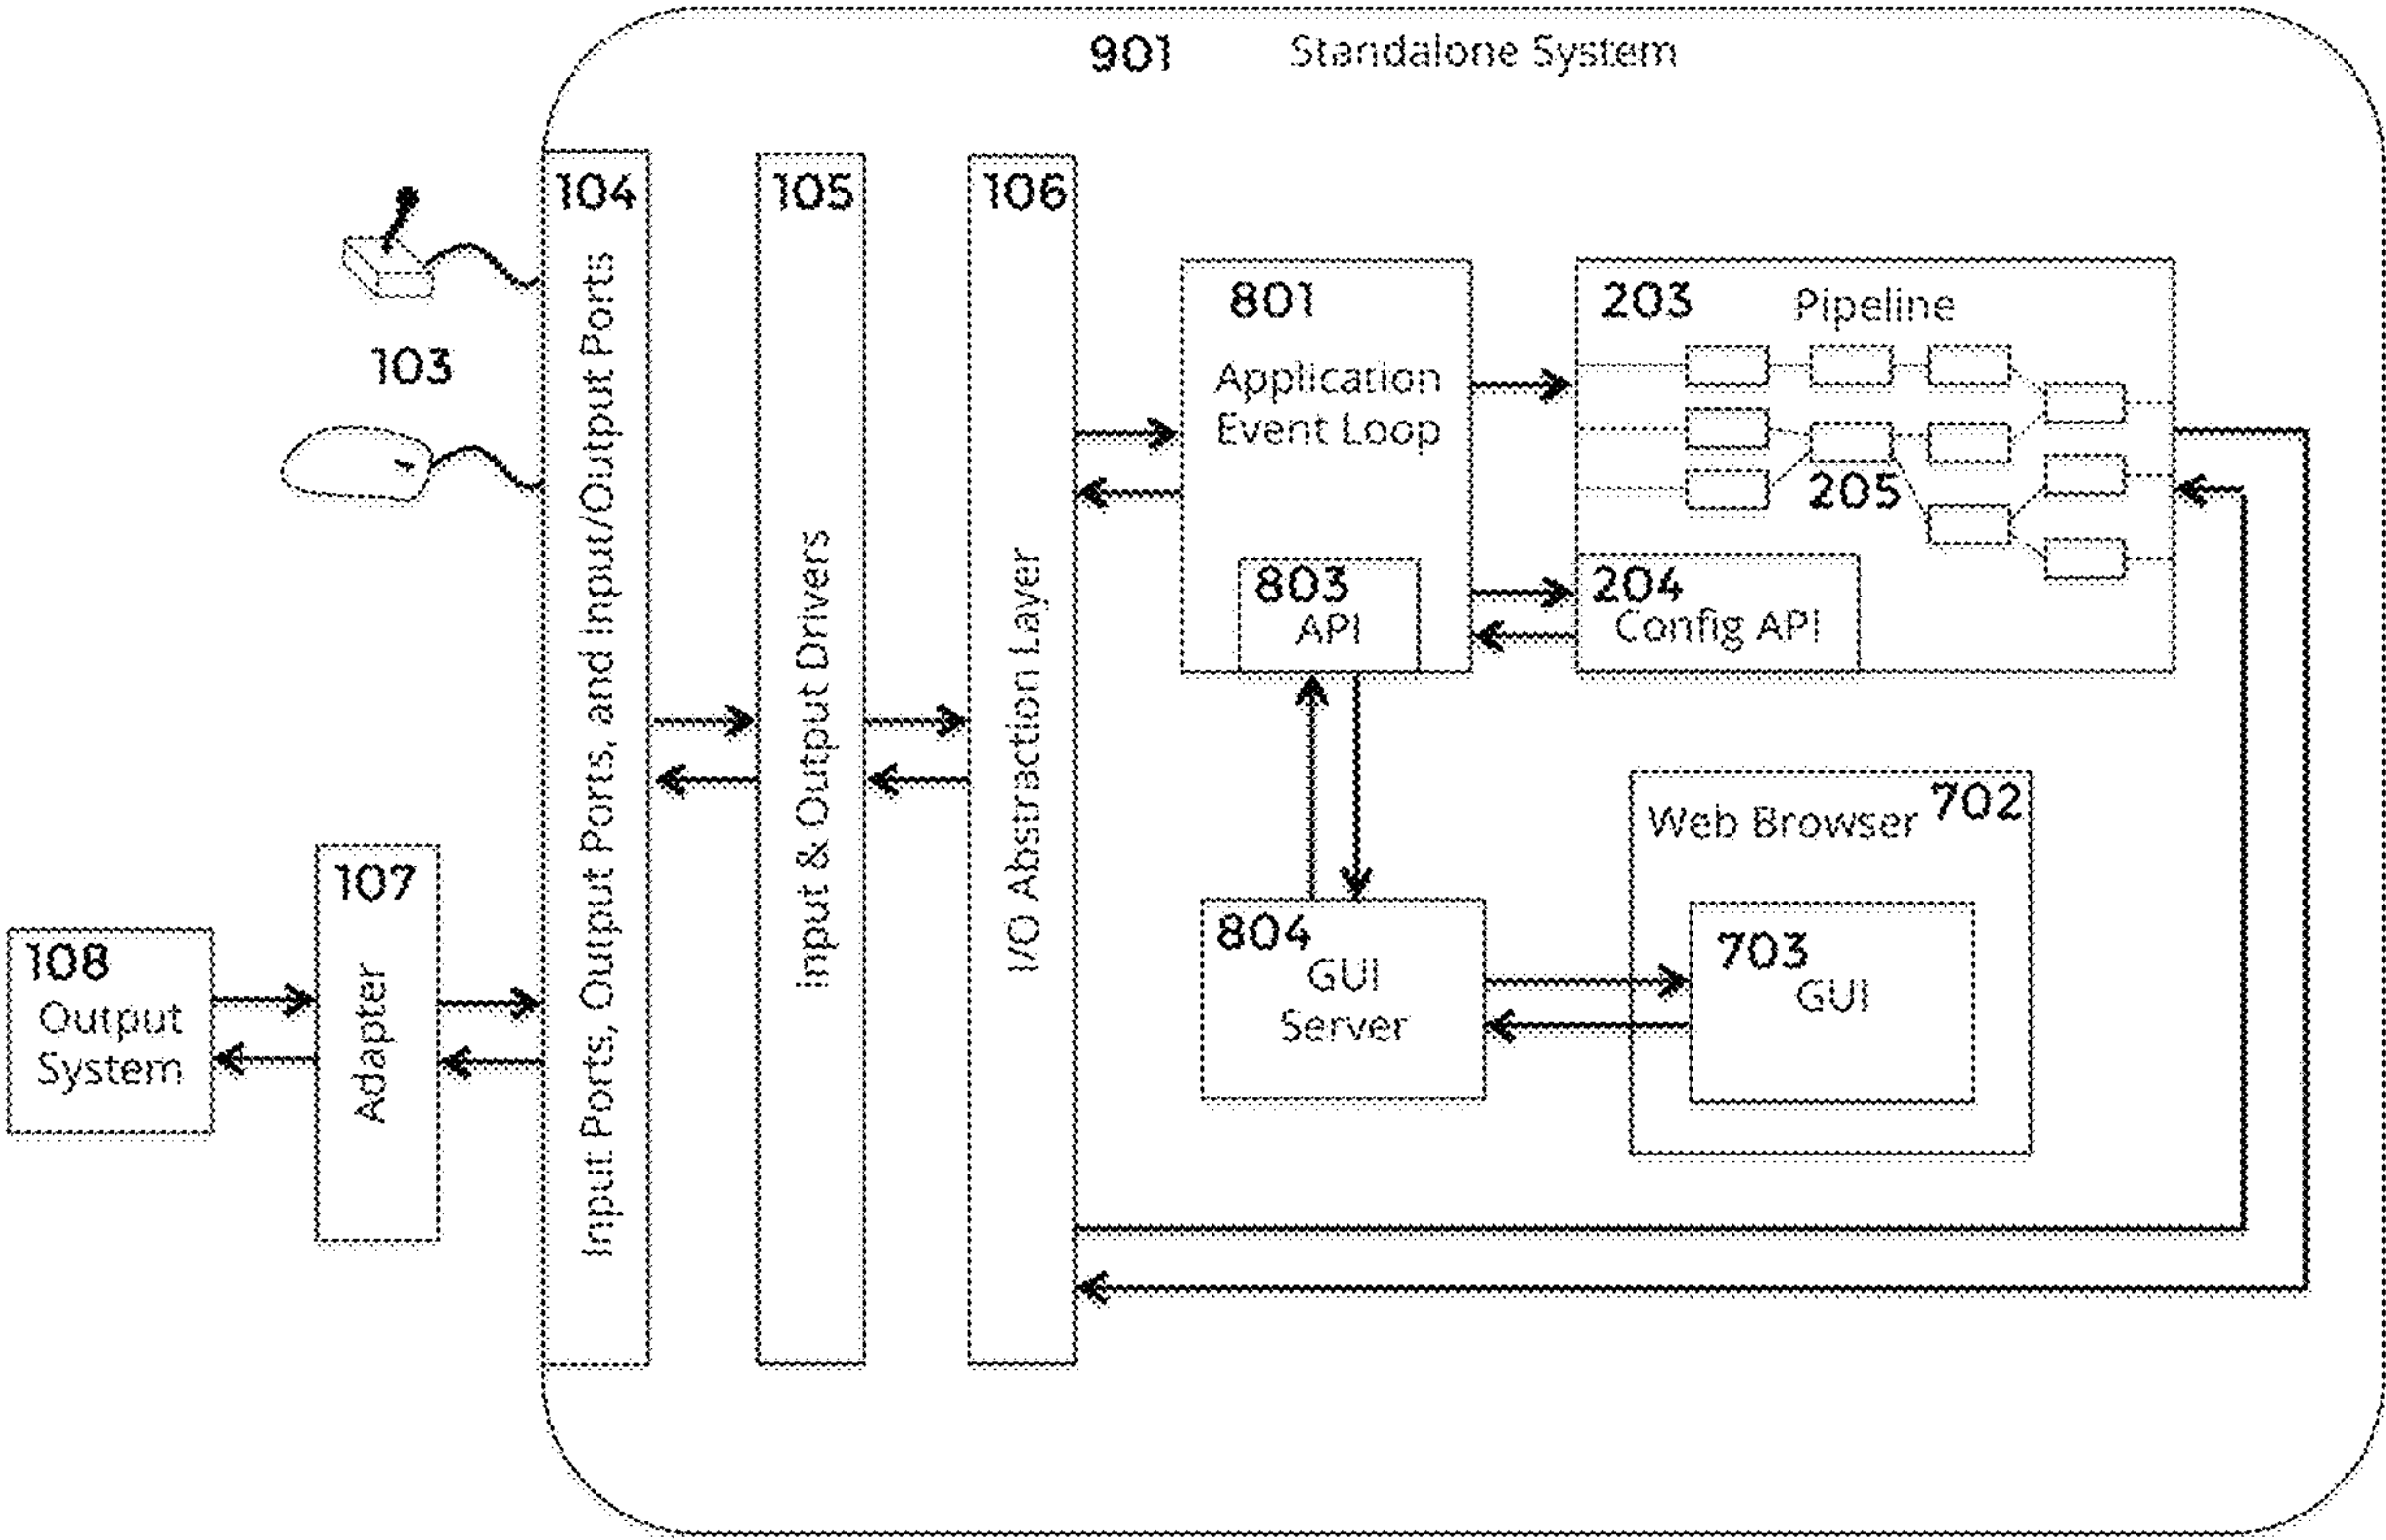 901 Standalone System
104
Input Ports, Output Ports, and Input/Output Ports
105
Input & Output Drivers
106
I/O Abstraction Layer
103
801
Application
Event Loop
803
API
203 Pipeline
205
204
Config API
702
Web Browser
703
GUI
804
GUI
Server
107
Adapter
108
Output
System